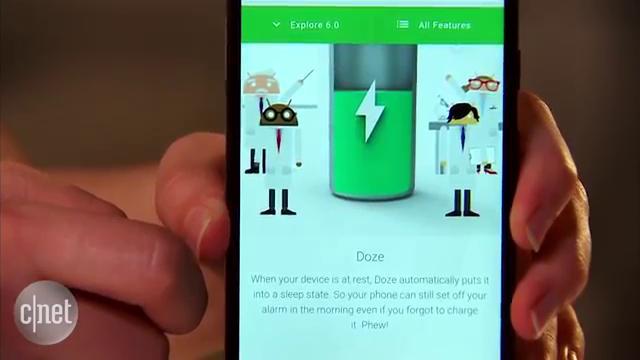 Explore 6.0 All Features
Doze
When your device is at rest, Doze automatically puts it
into a sleep state. So your phone can still set off your
alarm in the morning even if you forgot to charge
it. Phew!
c|net